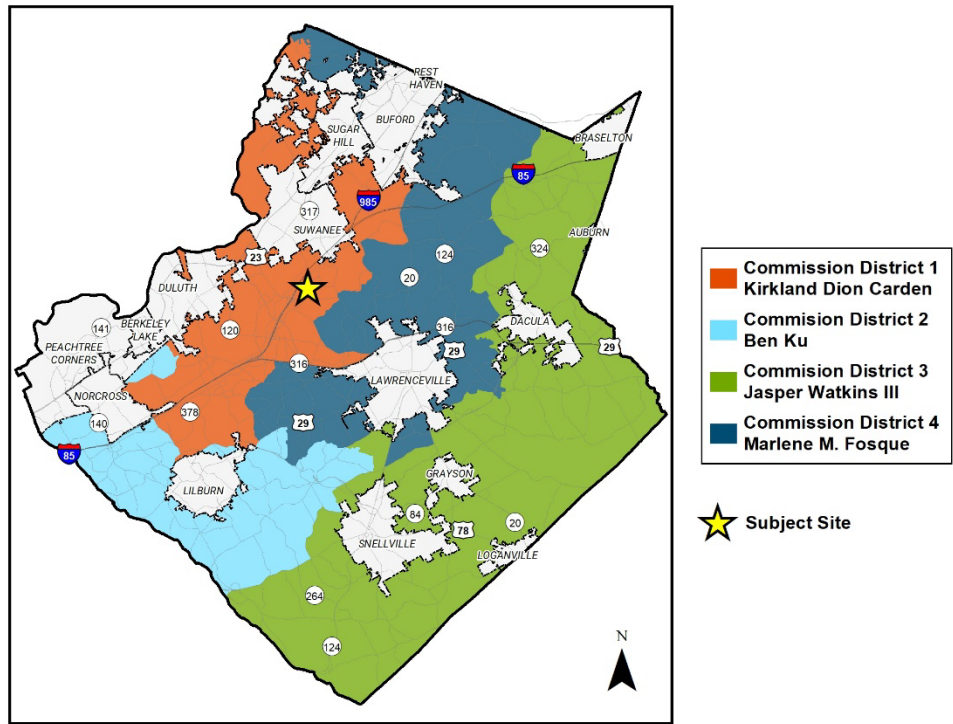 REST
HAVEN
BUFORD
SUGAR
HILL
BRASELTON
85
985
317
SUWANEE
324
AUBURN
23
124
20
DULUTH
141
BERKELEY
LAKE
120
316
DACULA
PEACHTREE
CORNERS
316
29
29
LAWRENCEVILLE
NORCROSS
378
140
29
85
LILBURN
GRAYSON
84
20
78
SNELLVILLE
LOGANVILLE
264
124
N
Commission District 1
Kirkland Dion Carden
Commision District 2
Ben Ku
Commission District 3
Jasper Watkins III
Commission District 4
Marlene M. Fosque
Subject Site